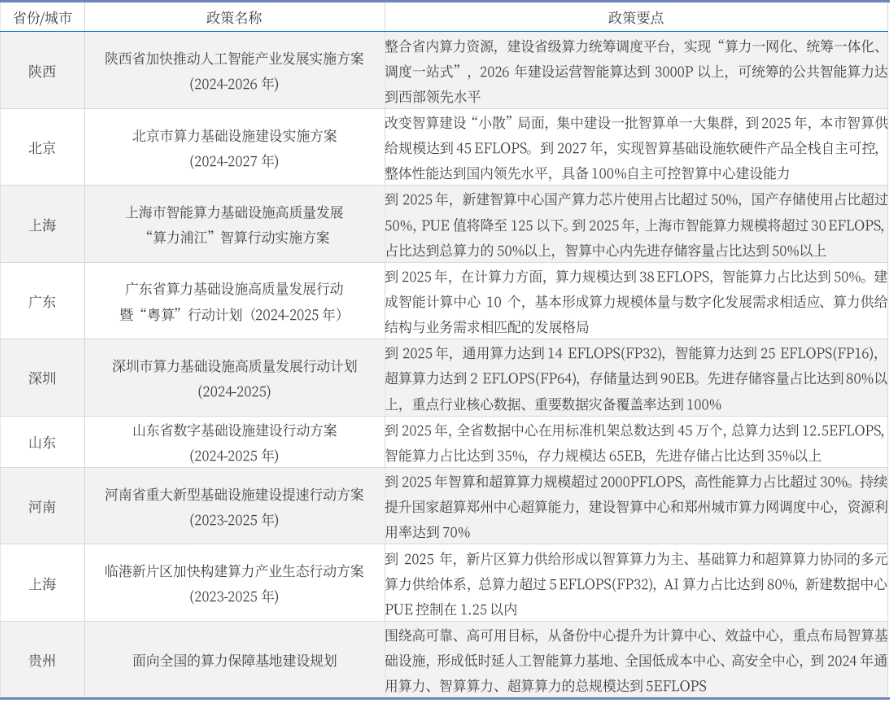 省份/城市 政策名称 政策要点
陕西
陕西省加快推动人工智能产业发展实施方案
(2024-2026 年)
整合省内算力资源，建设省级算力统筹调度平台，实现“算力一网化、统筹一体化、
调度一站式”，2026 年建设运营智能算达到 3000P 以上，可统筹的公共智能算力达
到西部领先水平
北京
北京市算力基础设施建设实施方案
(2024-2027 年)
改变智算建设“小散”局面，集中建设一批智算单一大集群，到 2025 年，本市智算供
给规模达到 45 EFLOPS。到 2027 年，实现智算基础设施软硬件产品全栈自主可控，
整体性能达到国内领先水平，具备 100%自主可控智算中心建设能力
上海
上海市智能算力基础设施高质量发展
“算力浦江”智算行动实施方案
到 2025 年，新建智算中心国产算力芯片使用占比超过 50%，国产存储使用占比超过
50%，PUE 值将降至 125 以下。到 2025 年，上海市智能算力规模将超过 30 EFLOPS，
占比达到总算力的 50%以上，智算中心内先进存储容量占比达到 50%以上
广东
广东省算力基础设施高质量发展行动
暨“粤算”行动计划（2024-2025 年）
到 2025 年，在计算力方面，算力规模达到 38 EFLOPS，智能算力占比达到 50%。建
成智能计算中心 10 个，基本形成算力规模体量与数字化发展需求相适应、算力供给
结构与业务需求相匹配的发展格局
深圳
深圳市算力基础设施高质量发展行动计划
(2024-2025)
到 2025 年，通用算力达到 14 EFLOPS(FP32)，智能算力达到 25 EFLOPS(FP16)，
超算算力达到 2 EFLOPS(FP64)，存储量达到 90EB。先进存储容量占比达到 80%以
上，重点行业核心数据、重要数据灾备覆盖率达到 100%
山东
山东省数字基础设施建设行动方案
(2024-2025 年)
到 2025 年，全省数据中心在用标准机架总数达到 45 万个，总算力达到 12.5EFLOPS，
智能算力占比达到 35%，存力规模达 65EB，先进存储占比达到 35%以上
河南
河南省重大新型基础设施建设提速行动方案
(2023-2025 年)
到 2025 年智算和超算算力规模超过 2000PFLOPS，高性能算力占比超过 30%。持续
提升国家超算郑州中心超算能力，建设智算中心和郑州城市算力网调度中心，资源利
用率达到 70%
上海
临港新片区加快构建算力产业生态行动方案
(2023-2025 年)
到 2025 年，新片区算力供给形成以智算算力为主、基础算力和超算算力协同的多元
算力供给体系，总算力超过 5 EFLOPS(FP32)，AI 算力占比达到 80%，新建数据中心
PUE 控制在 1.25 以内
贵州
面向全国的算力保障基地建设规划
围绕高可靠、高可用目标，从备份中心提升为计算中心、效益中心，重点布局智算基
础设施，形成低时延人工智能算力基地、全国低成本中心、高安全中心，到 2024 年通
用算力、智算算力、超算算力的总规模达到 5EFLOPS